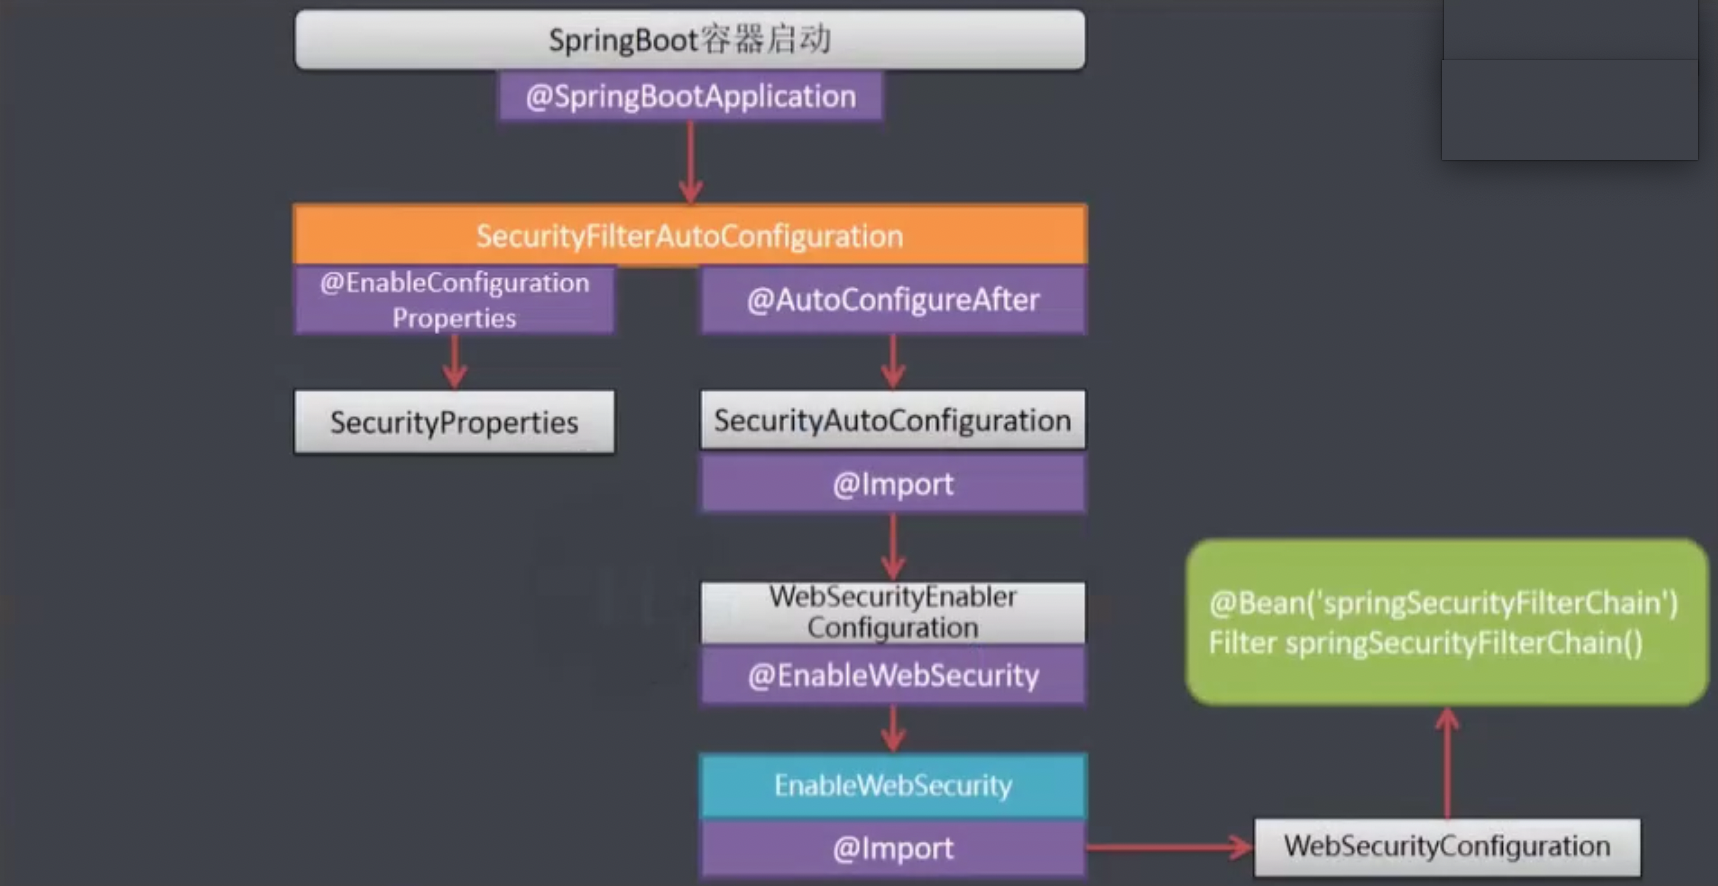 SpringBoot容器启动
@SpringBootApplication
SecurityFilterAutoConfiguration
@EnableConfiguration
Properties
@AutoConfigureAfter
SecurityProperties
SecurityAutoConfiguration
@Import
WebSecurityEnabler
Configuration
@EnableWebSecurity
@Bean('springSecurityFilterChain')
Filter springSecurityFilterChain()
EnableWebSecurity
@Import
WebSecurityConfiguration